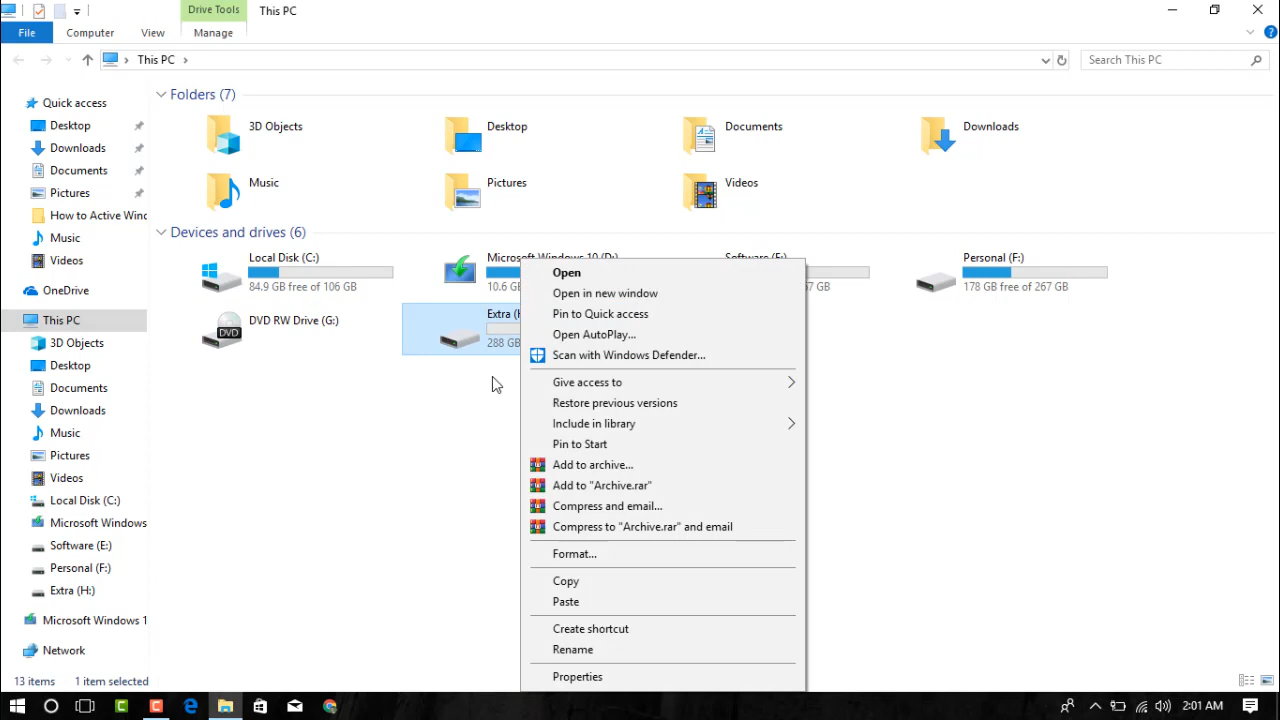 Drive Tools
This PC
File
Computer
View
Manage
This PC
Search This PC
Quick access
Desktop
Downloads
Documents
Pictures
How to Active Winc
Music
Videos
OneDrive
This PC
3D Objects
Desktop
Documents
Downloads
Music
Pictures
Videos
Local Disk (C:)
Microsoft Windows
Software (E:)
Personal (F:)
Extra (H:)
Microsoft Windows 1
Network
Folders (7)
3D Objects
Desktop
Documents
Downloads
Music
Pictures
Videos
Devices and drives (6)
Local Disk (C:)
84.9 GB free of 106 GB
Microsoft Windows 10 (D:)
10.6
Software (E:)
67 GB
Personal (F:)
178 GB free of 267 GB
DVD RW Drive (G:)
DVD
Extra (H
288 GB
Open
Open in new window
Pin to Quick access
Open AutoPlay...
Scan with Windows Defender...
Give access to
Restore previous versions
Include in library
Pin to Start
Add to archive...
Add to "Archive.rar"
Compress and email...
Compress to "Archive.rar" and email
Format...
Copy
Paste
Create shortcut
Rename
Properties
13 items
1 item selected
2:01 AM